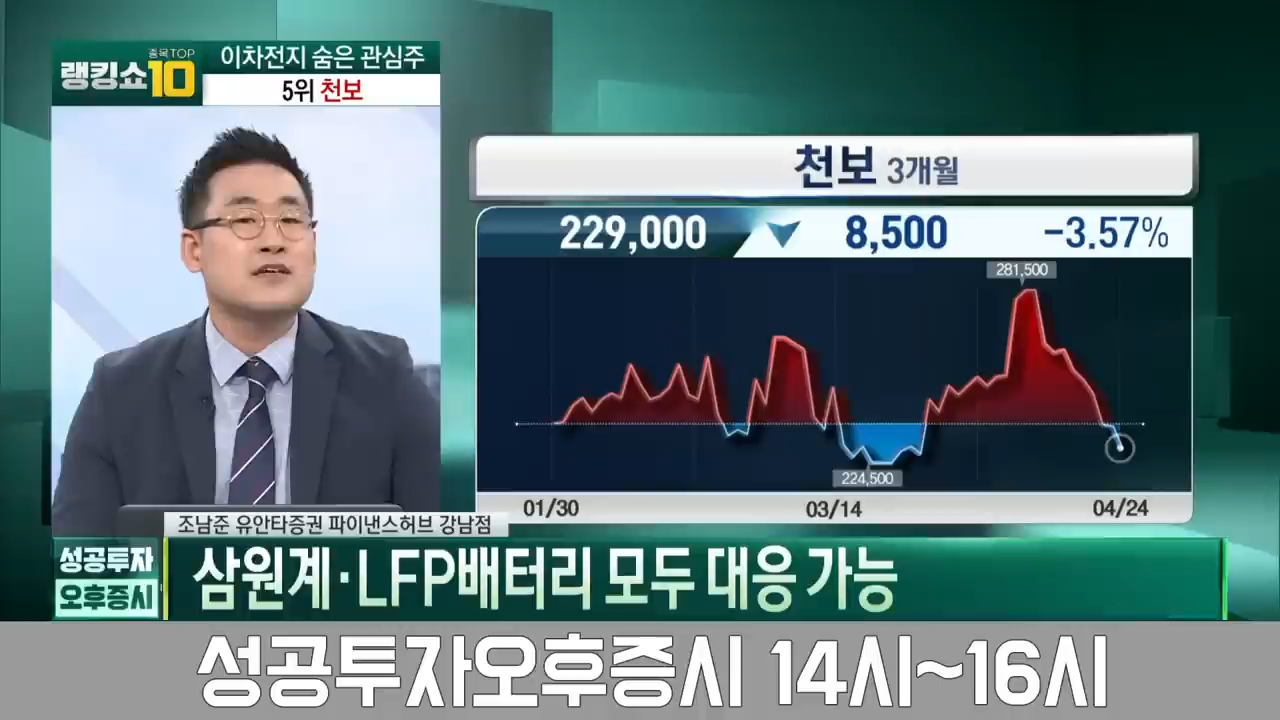 종목TOP
랭킹쇼10
이차전지 숨은 관심주
5위 천보
천보 3개월
229,000 ▼ 8,500 -3.57%
281,500
224,500
01/30 03/14 04/24
조남준 유안타증권 파이낸스허브 강남점
성공투자
오후증시
삼원계·LFP배터리 모두 대응 가능
성공투자오후증시 14시~16시